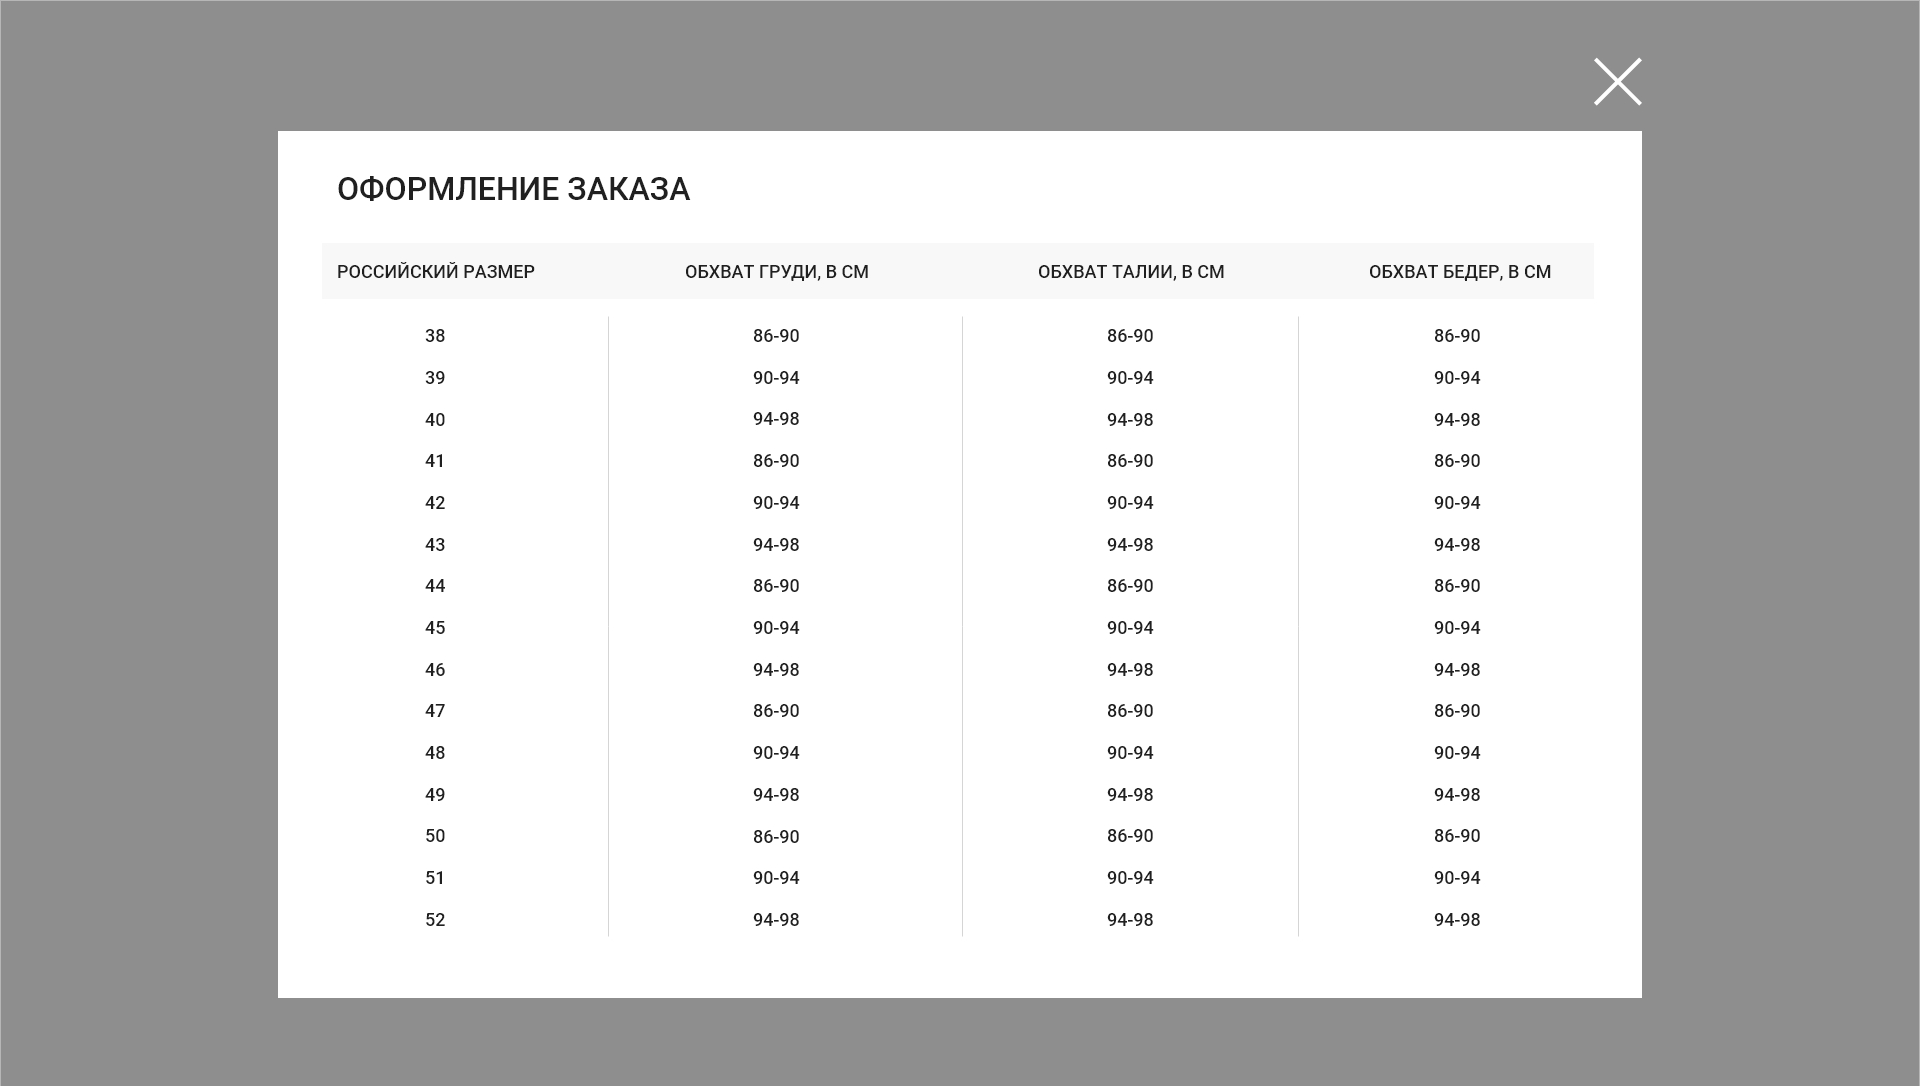 ОФОРМЛЕНИЕ ЗАКАЗА
РОССИЙСКИЙ РАЗМЕР ОБХВАТ ГРУДИ, В СМ ОБХВАТ ТАЛИИ, В СМ ОБХВАТ БЕДЕР, В СМ
38 86-90 86-90 86-90
39 90-94 90-94 90-94
40 94-98 94-98 94-98
41 86-90 86-90 86-90
42 90-94 90-94 90-94
43 94-98 94-98 94-98
44 86-90 86-90 86-90
45 90-94 90-94 90-94
46 94-98 94-98 94-98
47 86-90 86-90 86-90
48 90-94 90-94 90-94
49 94-98 94-98 94-98
50 86-90 86-90 86-90
51 90-94 90-94 90-94
52 94-98 94-98 94-98